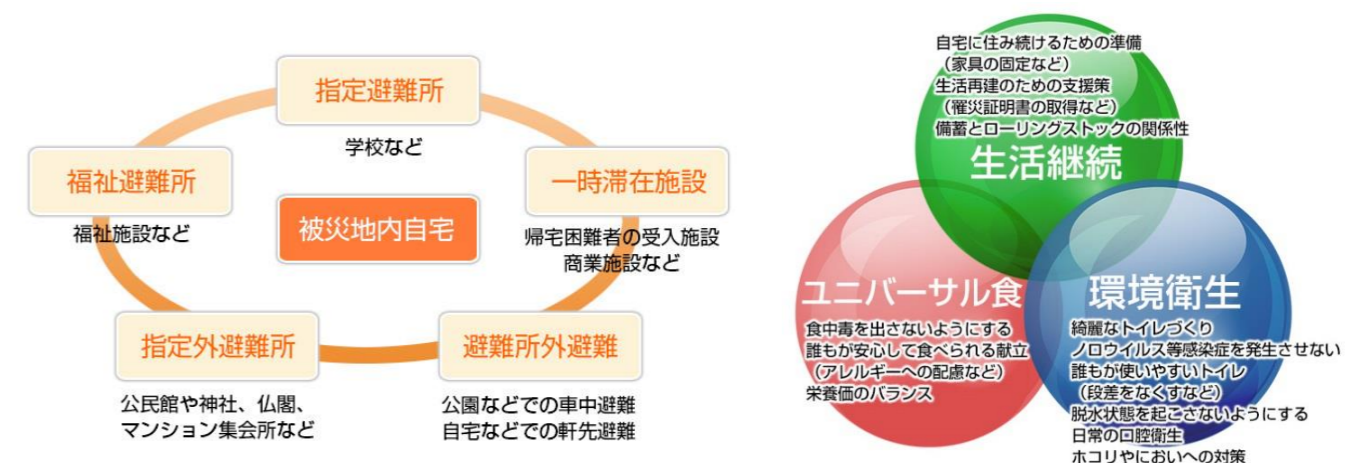 指定避難所
学校など
福祉避難所
福祉施設など
被災地内自宅
一時滞在施設
帰宅困難者の受入施設
商業施設など
指定外避難所
公民館や神社、仏閣、
マンション集会所など
避難所外避難
公園などでの車中避難
自宅などでの軒先避難
自宅に住み続けるための準備
（家具の固定など）
生活再建のための支援策
（罹災証明書の取得など）
備蓄とローリングストックの関係性
生活継続
ユニバーサル食
食中毒を出さないようにする
誰もが安心して食べられる献立
（アレルギーへの配慮など）
栄養価のバランス
環境衛生
綺麗なトイレづくり
ノロウイルス等感染症を発生させない
誰もが使いやすいトイレ
（段差をなくすなど）
脱水状態を起こさないようにする
日常の口腔衛生
ホコリやにおいへの対策